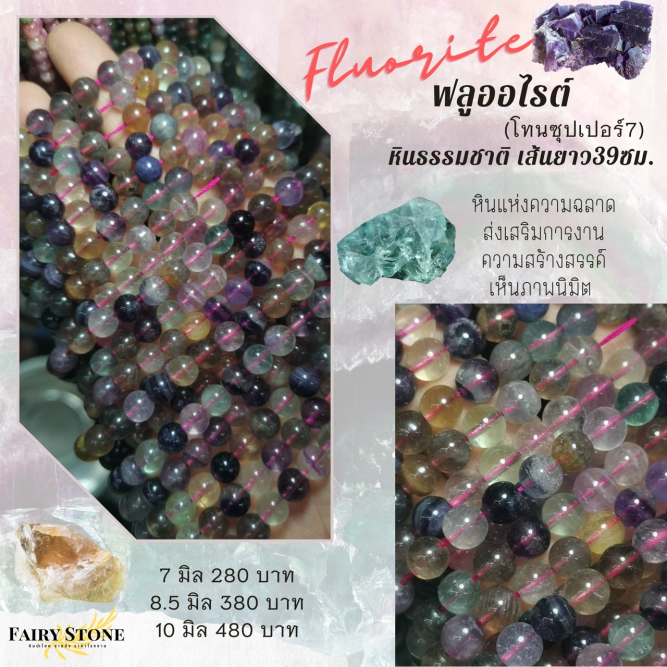 Fluorite
ฟลูออไรต์
(โทนซุปเปอร์7)
หินธรรมชาติ เส้นยาว39ซม.
หินแห่งความฉลาด
ส่งเสริมการงาน
ความสร้างสรรค์
เห็นภาพนิมิต
7 มิล 280 บาท
8.5 มิล 380 บาท
10 มิล 480 บาท
FAIRY STONE